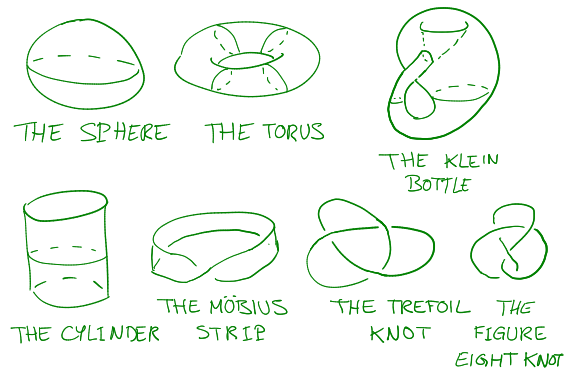 THE SPHERE
THE TORUS
THE KLEIN
BOTTLE
THE CYLINDER
THE MÖBIUS
STRIP
THE TREFOIL
KNOT
THE
FIGURE
EIGHT KNOT